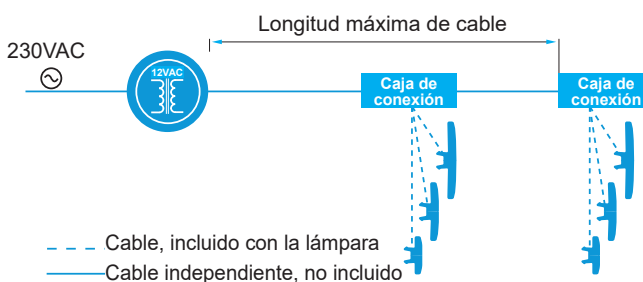 Longitud máxima de cable
230VAC
12VAC
Caja de
conexión
Caja de
conexión
Cable, incluido con la lámpara
Cable independiente, no incluido